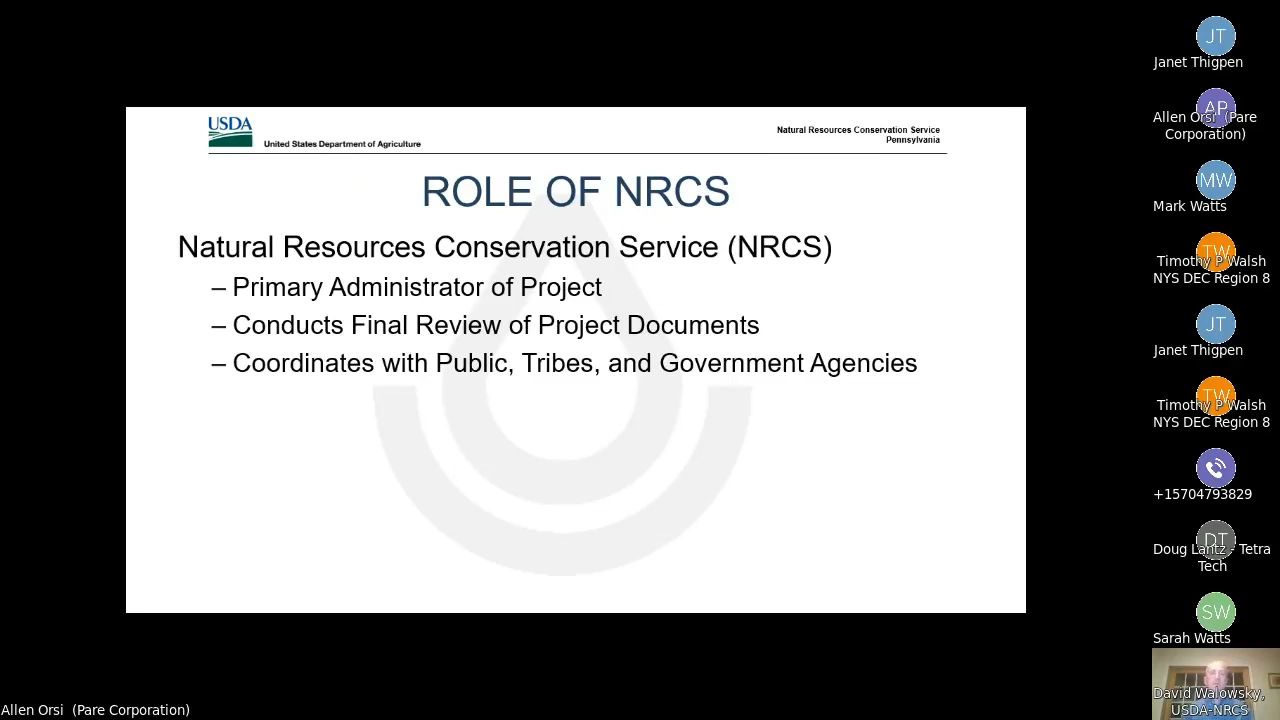 USDA
United States Department of Agriculture
Natural Resources Conservation Service
Pennsylvania
ROLE OF NRCS
Natural Resources Conservation Service (NRCS)
– Primary Administrator of Project
– Conducts Final Review of Project Documents
– Coordinates with Public, Tribes, and Government Agencies
JT
Janet Thigpen
AP
Allen Orsi (Pare
Corporation)
MW
Mark Watts
TW
Timothy P Walsh
NYS DEC Region 8
JT
Janet Thigpen
TW
Timothy P Walsh
NYS DEC Region 8
+15704793829
DT
Doug Lantz - Tetra
Tech
SW
Sarah Watts
David Walowsky,
USDA-NRCS
Allen Orsi (Pare Corporation)